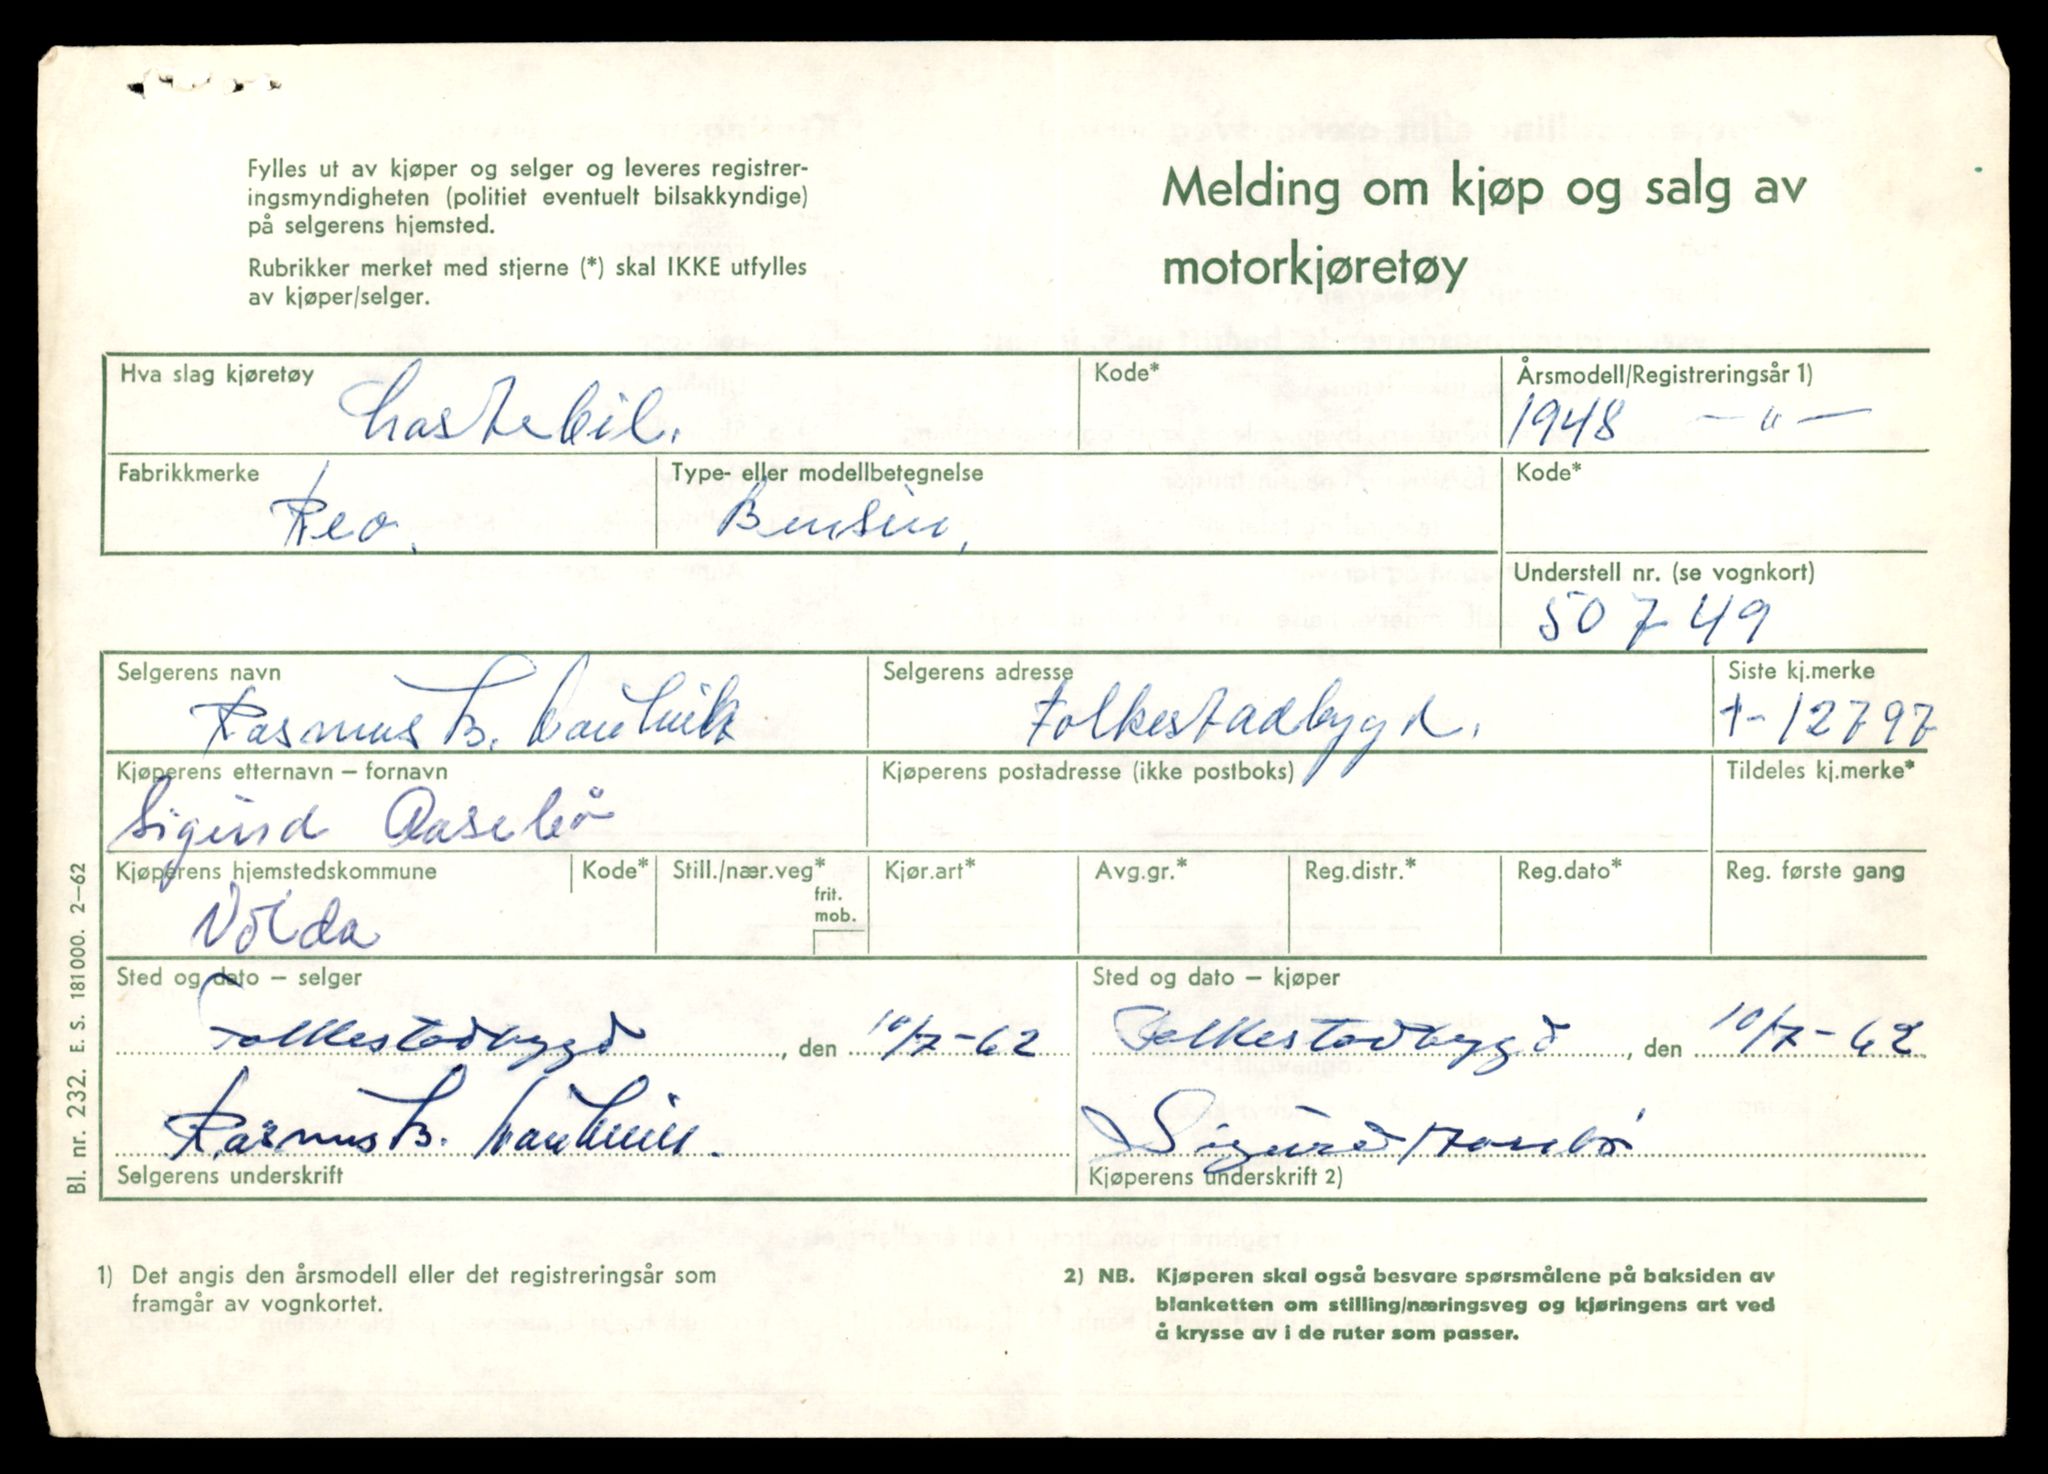 Fylles ut av kjøper og selger og leveres registrer-
ingsmyndigheten (politiet eventuelt bilsakkyndige)
på selgerens hjemsted.
Rubrikker merket med stjerne (*) skal IKKE utfylles
av kjøper/selger.
Melding om kjøp og salg av
motorkjøretøy
Hva slag kjøretøy
Lastebil.
Kode*
Årsmodell/Registreringsår 1)
1948 — " —
Fabrikkmerke
Reo.
Type- eller modellbetegnelse
Bensin.
Kode*
Understell nr. (se vognkort)
50749
Selgerens navn
Rasmus B.
Selgerens adresse
Folkestadbygd.
Siste kj.merke
T-12797
Kjøperens etternavn – fornavn
Sigurd Aasebö
Kjøperens postadresse (ikke postboks)
Tildeles kj.merke*
Kjøperens hjemstedskommune
Volda
Kode*
Still./nær.veg*
frit.
mob.
Kjør.art*
Avg.gr.*
Reg.distr.*
Reg.dato*
Reg. første gang
Sted og dato – selger
Folkestadbygd, den 10/7-62
Sted og dato – kjøper
Folkestadbygd, den 10/7-62
Rasmus B.
Selgerens underskrift
Sigurd Aasebö
Kjøperens underskrift 2)
Bl. nr. 232. E. S. 181000. 2–62
1) Det angis den årsmodell eller det registreringsår som
framgår av vognkortet.
2) NB. Kjøperen skal også besvare spørsmålene på baksiden av
blanketten om stilling/næringsveg og kjøringens art ved
å krysse av i de ruter som passer.